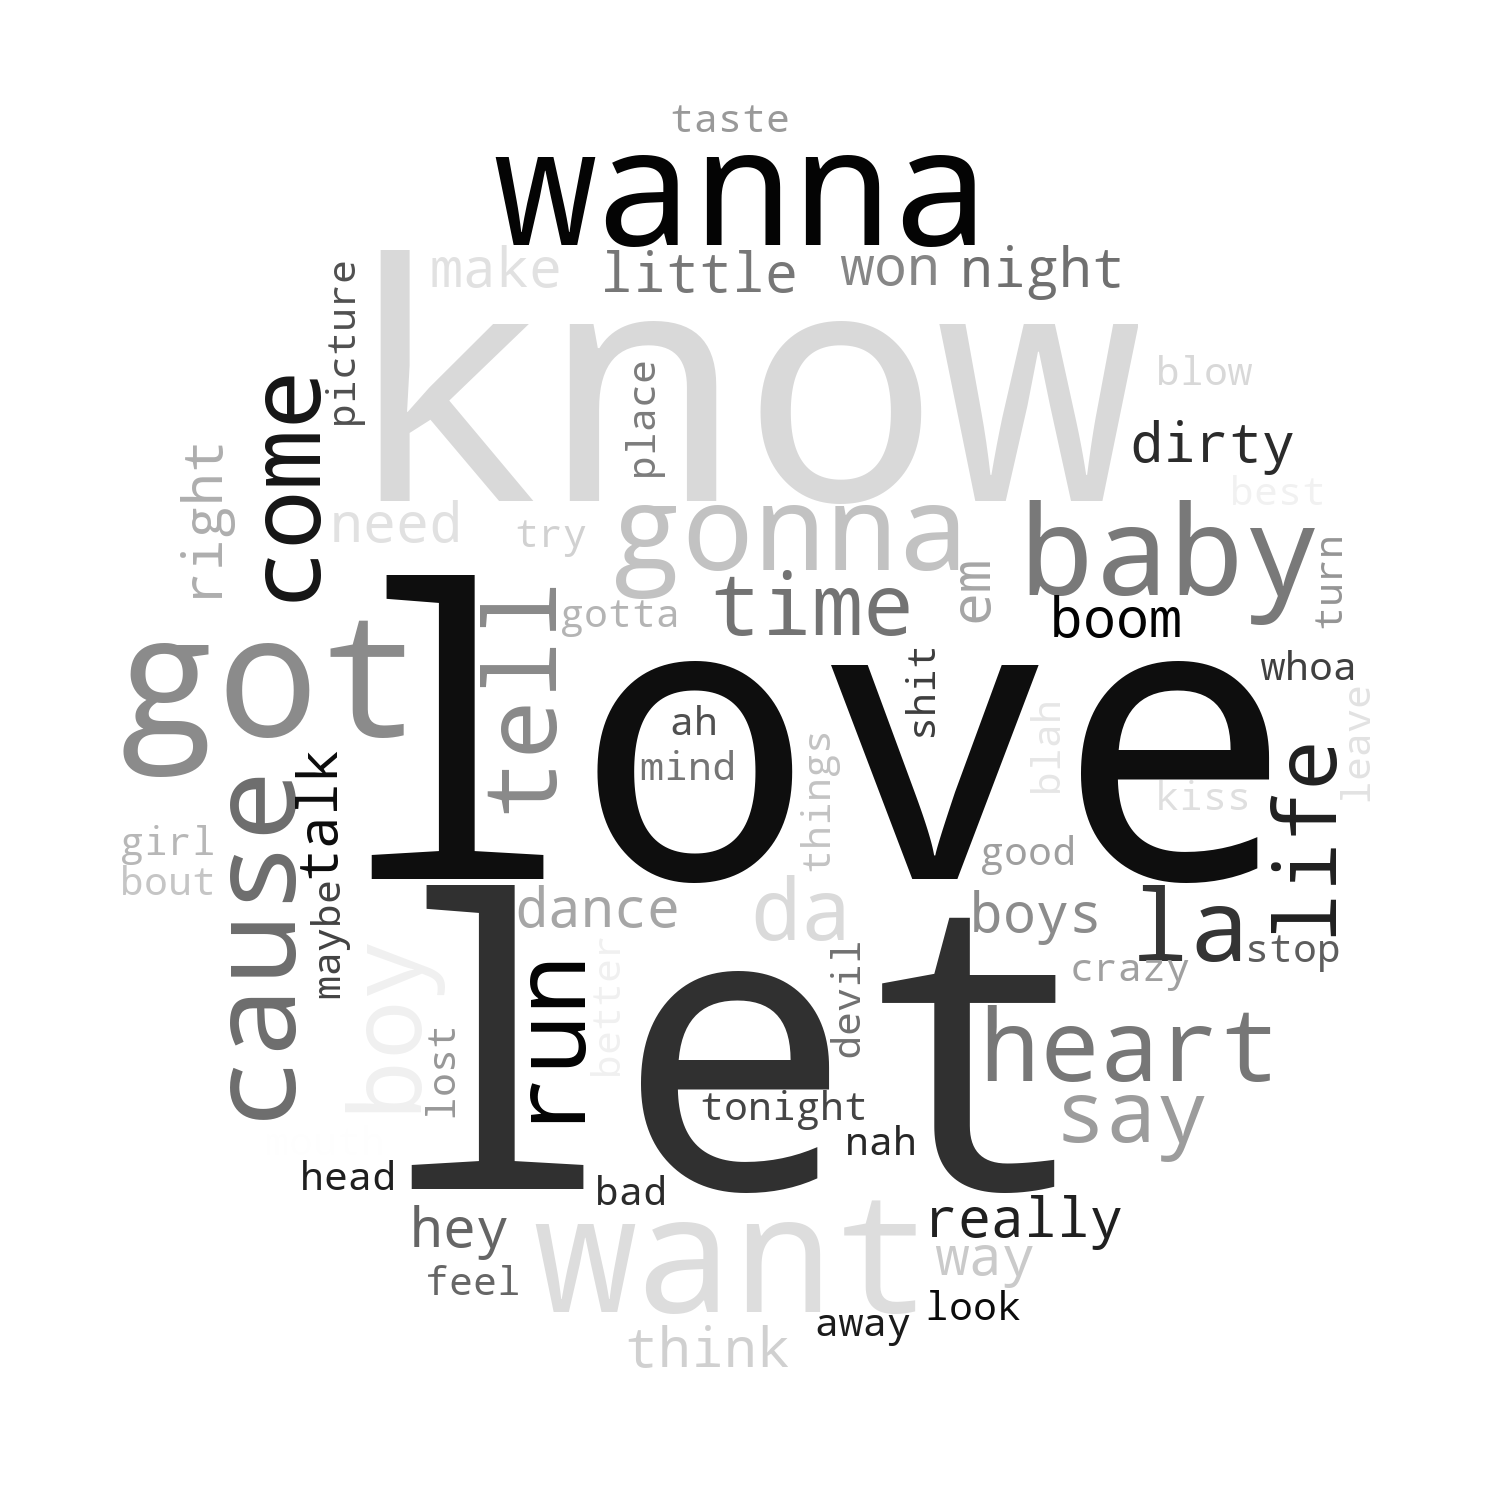 taste
wanna
make
little
won
night
picture
know
place
blow
come
dirty
right
best
need
try
gonna
baby
turn
em
time
boom
tell
gotta
got
love
shit
whoa
ah
mind
leave
blah
things
kiss
life
talk
cause
girl
bout
good
maybe
dance
da
boys
la
stop
let
boy
run
better
devil
crazy
lost
heart
tonight
say
nah
head
bad
hey
want
really
way
feel
look
away
think